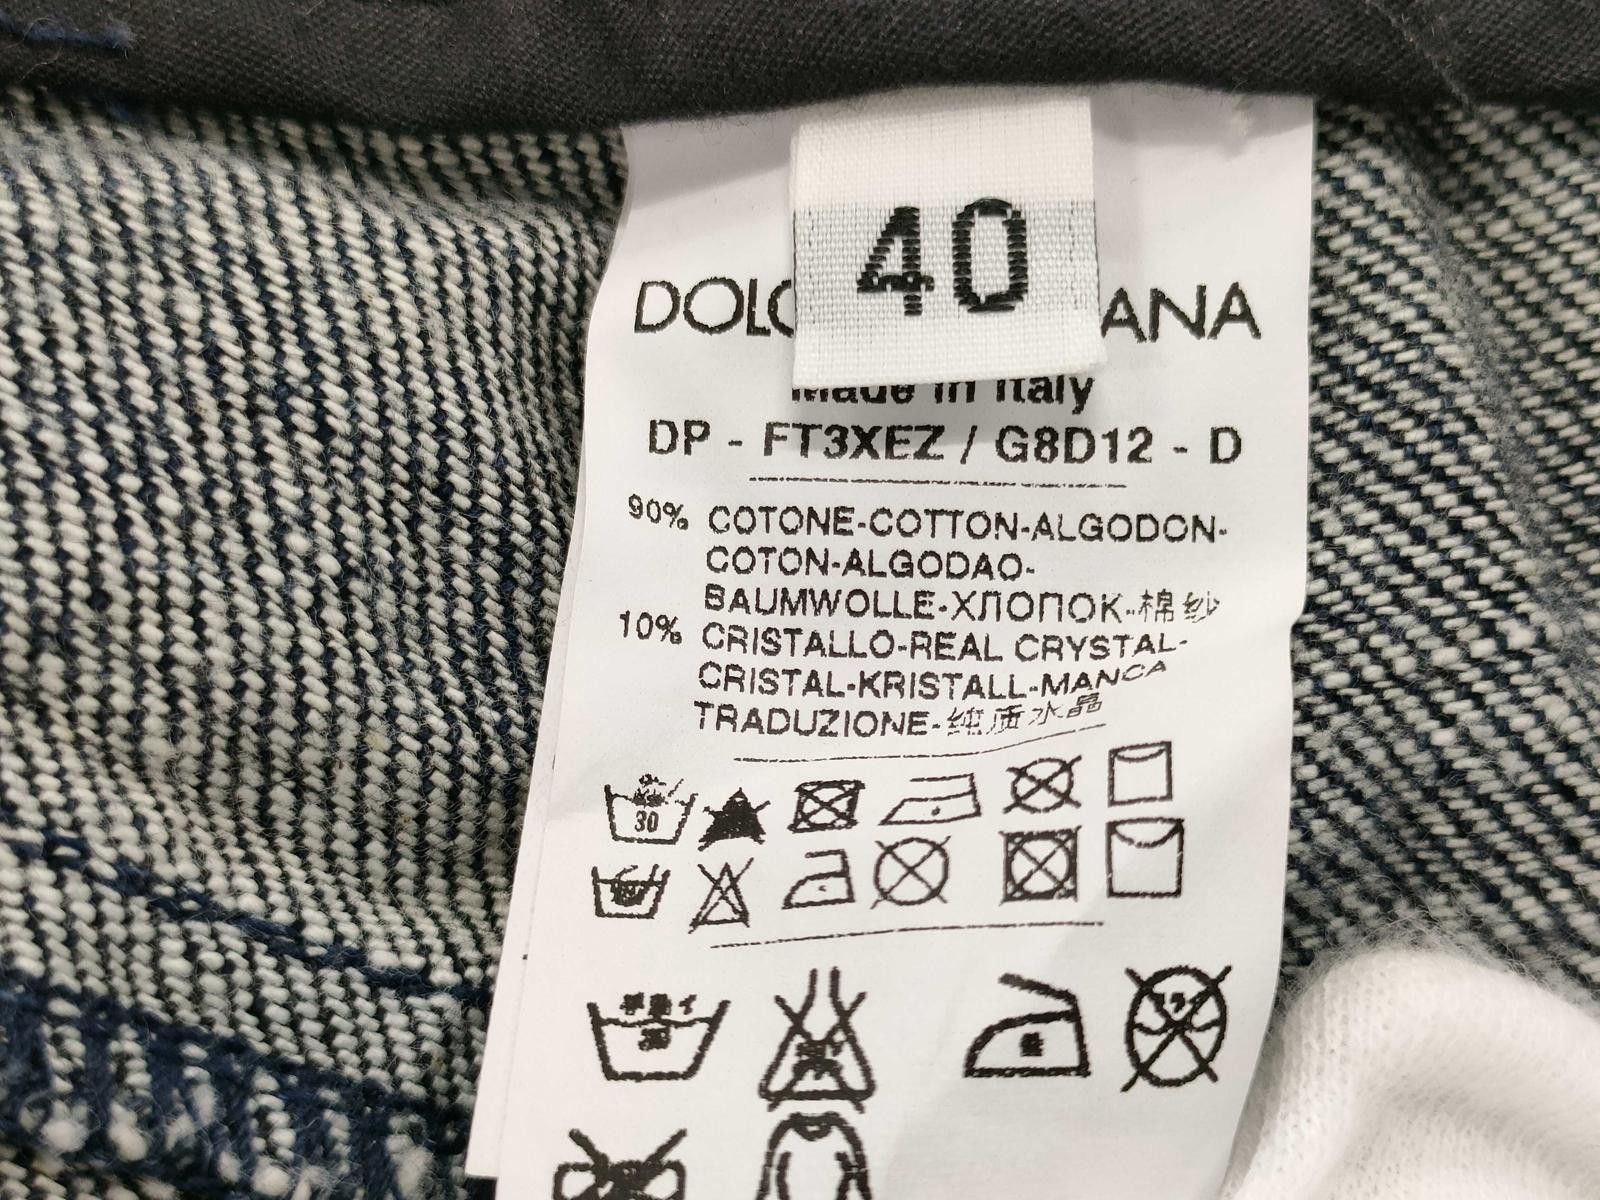 40
DOLC ANA
Made in Italy
DP - FT3XEZ / G8D12 - D
90% COTONE-COTTON-ALGODON-
COTON-ALGODAO-
BAUMWOLLE-ХЛОПОК-棉纱
10% CRISTALLO-REAL CRYSTAL-
CRISTAL-KRISTALL-MANCA
TRADUZIONE-纯质水晶
30